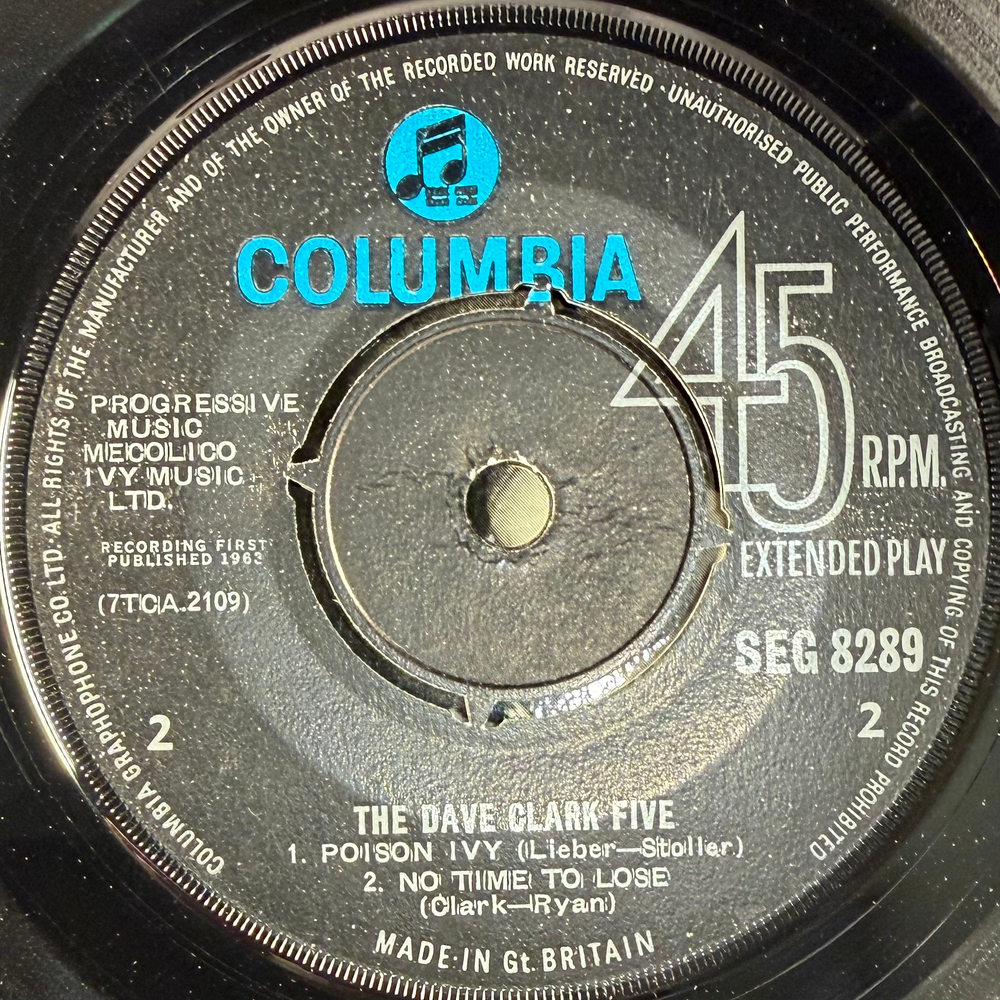 COLUMBIA GRAPHOPHONE CO. LTD. ALL RIGHTS OF THE MANUFACTURER AND OF THE OWNER OF THE RECORDED WORK RESERVED · UNAUTHORISED PUBLIC PERFORMANCE BROADCASTING AND COPYING OF THIS RECORD PROHIBITED
COLUMBIA
45
R.P.M.
EXTENDED PLAY
PROGRESSIVE
MUSIC
MECOLICO
IVY MUSIC
LTD.
RECORDING FIRST
PUBLISHED 1963
(7TCA.2109)
SEG 8289
2
2
THE DAVE CLARK FIVE
1. POISON IVY (Lieber—Stoller)
2. NO TIME TO LOSE
(Clark—Ryan)
MADE·IN Gt. BRITAIN